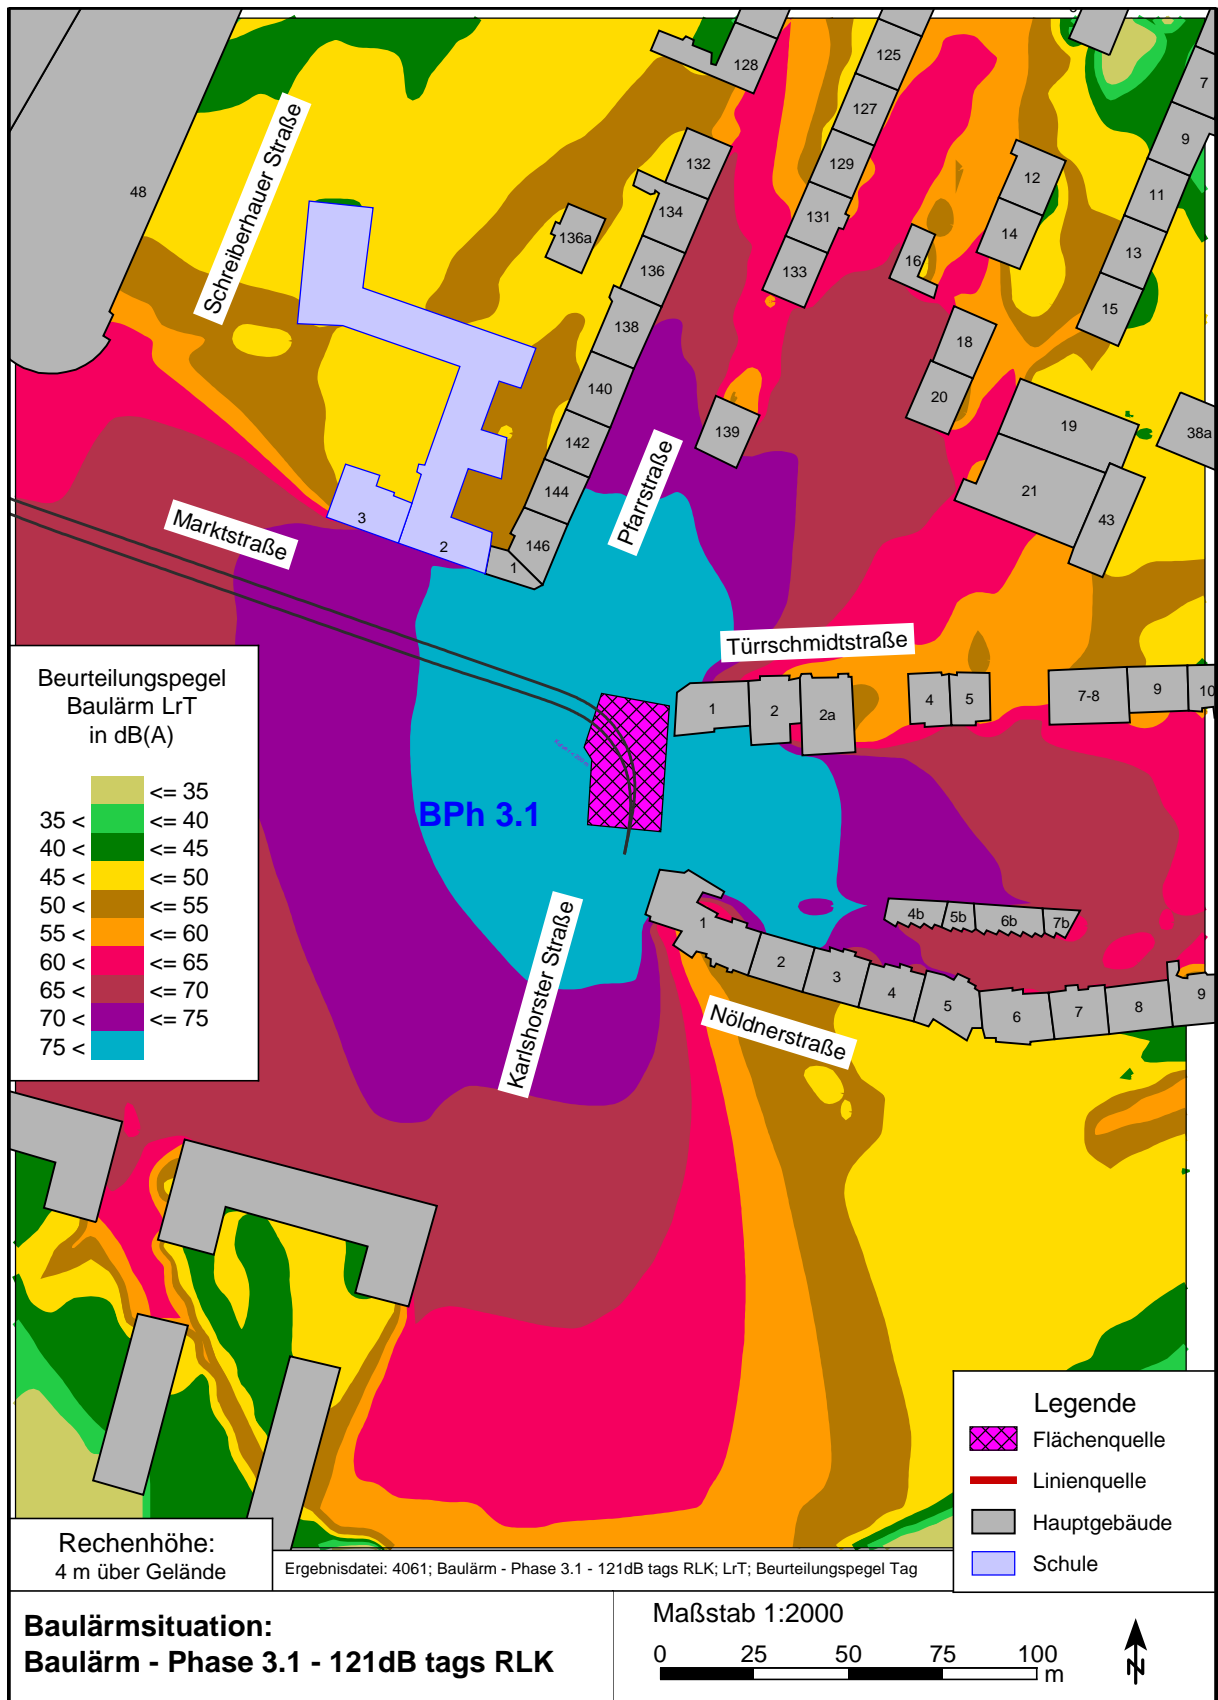 128
125
127
129
131
133
7
9
11
13
15
12
14
16
18
20
48
Schreiberhauer Straße
132
134
136a
136
138
140
142
144
146
1
139
19
21
38a
43
3
2
Marktstraße
Pfarrstraße
Türrschmidtstraße
1
2
2a
4
5
7-8
9
10
Beurteilungspegel
Baulärm LrT
in dB(A)
<= 35
35 < <= 40
40 < <= 45
45 < <= 50
50 < <= 55
55 < <= 60
60 < <= 65
65 < <= 70
70 < <= 75
75 <
BPh 3.1
Karlshorster Straße
Nöldnerstraße
1
2
3
4
5
6
7
8
9
4b
5b
6b
7b
Legende
Flächenquelle
Linienquelle
Hauptgebäude
Schule
Rechenhöhe:
4 m über Gelände
Ergebnisdatei: 4061; Baulärm - Phase 3.1 - 121dB tags RLK; LrT; Beurteilungspegel Tag
Baulärmsituation:
Baulärm - Phase 3.1 - 121dB tags RLK
Maßstab 1:2000
0 25 50 75 100
m
N